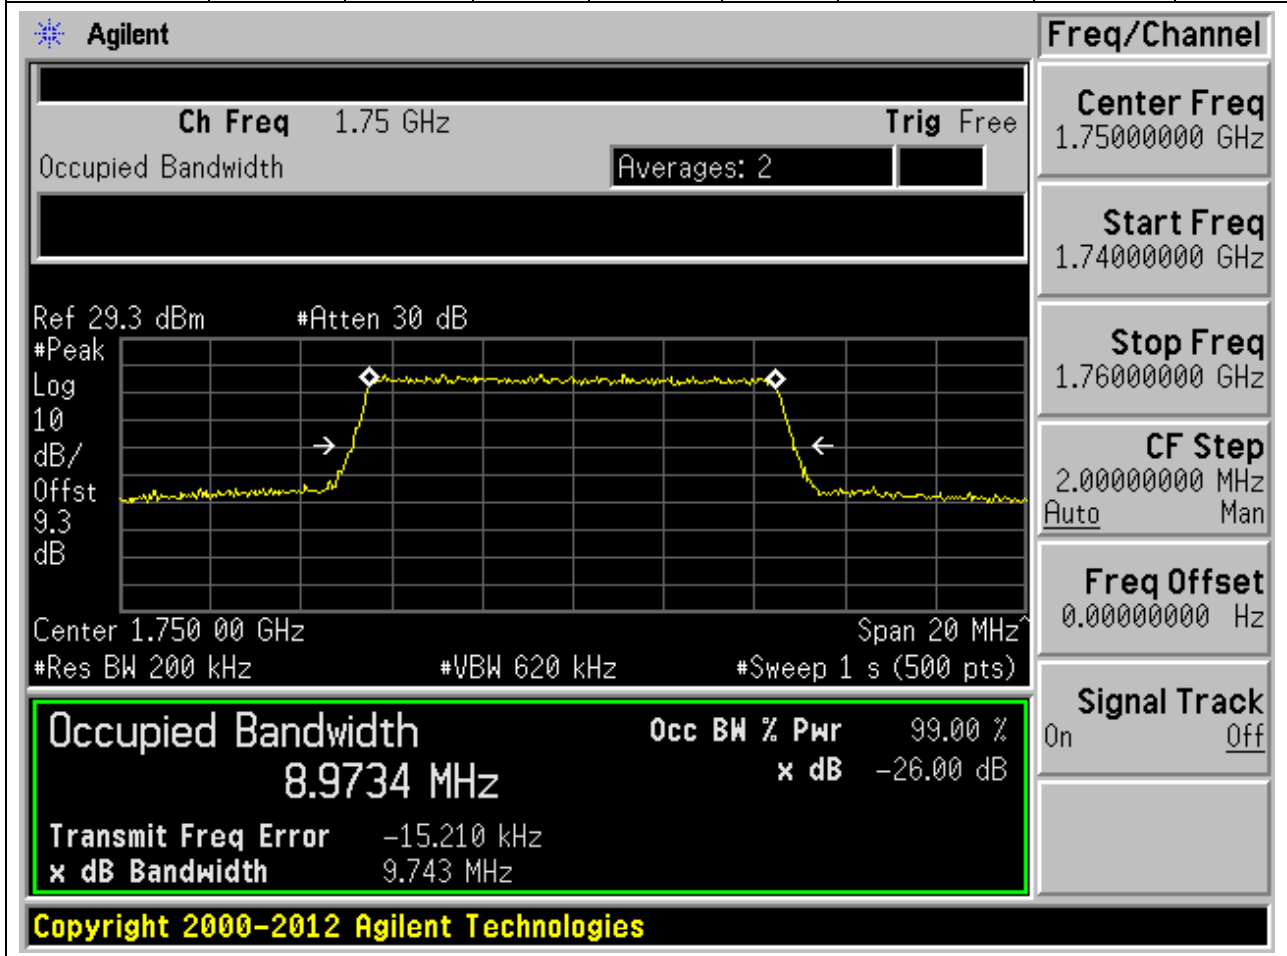 Agilent
Freq/Channel
Ch Freq 1.75 GHz Trig Free
Occupied Bandwidth Averages: 2
Center Freq
1.75000000 GHz
Start Freq
1.74000000 GHz
Ref 29.3 dBm #Atten 30 dB
#Peak
Log
10
dB/
Offst
9.3
dB
Stop Freq
1.76000000 GHz
CF Step
2.00000000 MHz
Auto Man
Freq Offset
0.00000000 Hz
Center 1.750 00 GHz Span 20 MHz^
#Res BW 200 kHz #VBW 620 kHz #Sweep 1 s (500 pts)
Signal Track
On Off
Occupied Bandwidth
8.9734 MHz
Occ BW % Pwr 99.00 %
x dB -26.00 dB
Transmit Freq Error -15.210 kHz
x dB Bandwidth 9.743 MHz
Copyright 2000-2012 Agilent Technologies